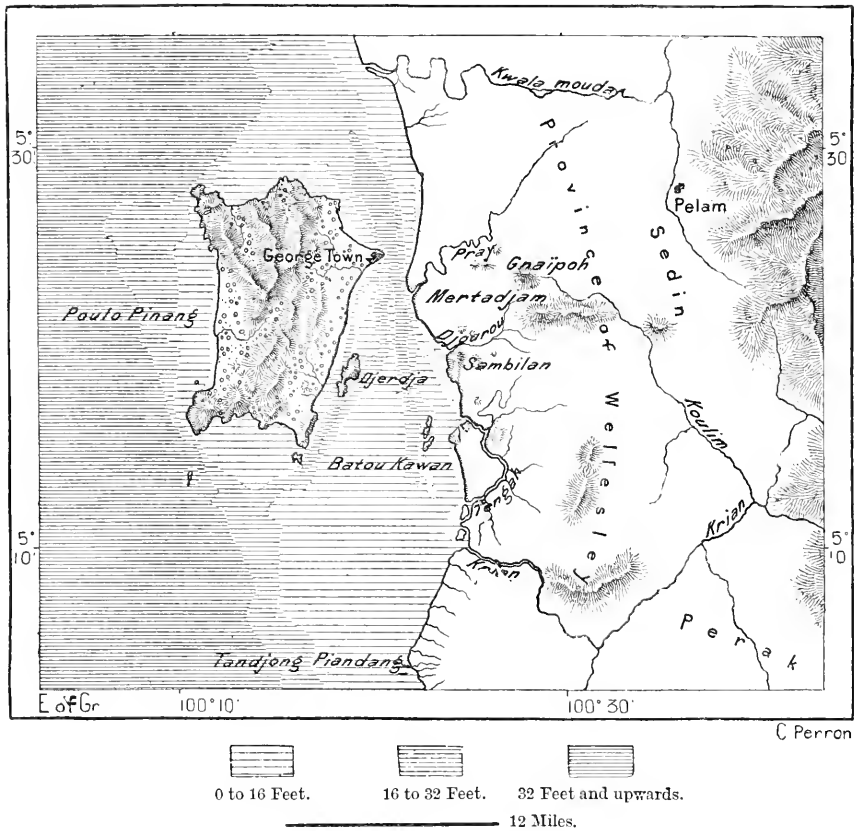 Kwala moudah
5°
30'
5°
30'
Province of Wellesley
Pelam
Sedin
George Town
Pray
Gnaïpoh
Mertadjam
Poulo Pinang
Djourou
Sambilan
Djerdja
Koulim
Batou Kawan
Krian
5°
10'
5°
10'
Krian
Perak
Tandjong Piandang
E of Gr
100°10'
100°30'
C Perron
0 to 16 Feet.
16 to 32 Feet.
32 Feet and upwards.
12 Miles.